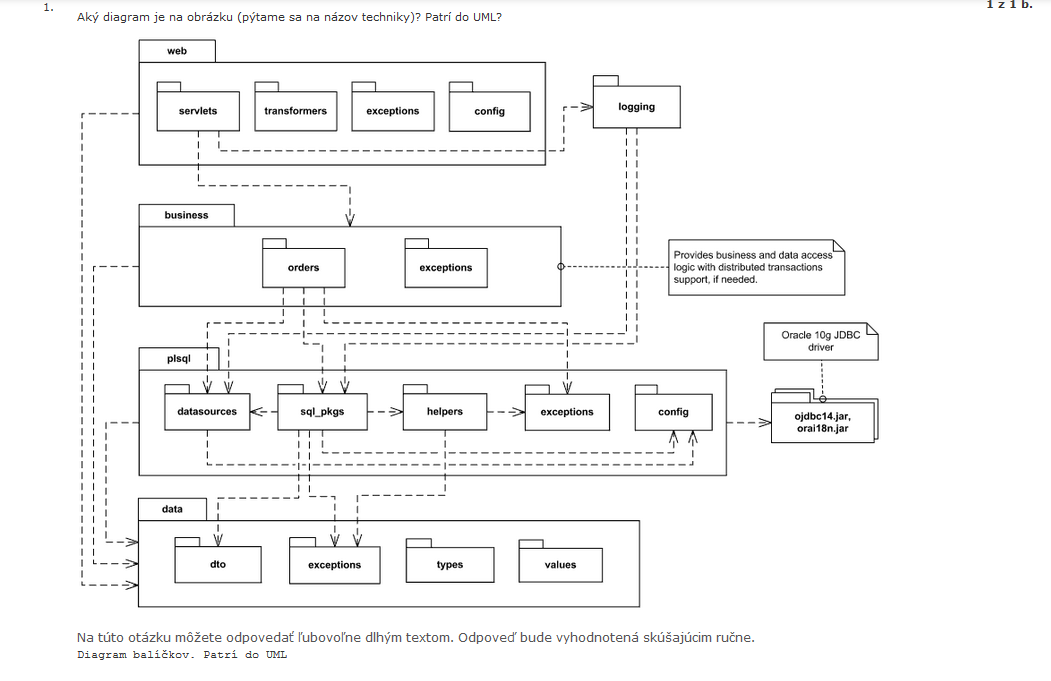 1.
1 z 1 b.
Aký diagram je na obrázku (pýtame sa na názov techniky)? Patrí do UML?
web
servlets
transformers
exceptions
config
logging
business
orders
exceptions
Provides business and data access
logic with distributed transactions
support, if needed.
Oracle 10g JDBC
driver
plsql
datasources
sql_pkgs
helpers
exceptions
config
ojdbc14.jar,
orai18n.jar
data
dto
exceptions
types
values
Na túto otázku môžete odpovedať ľubovoľne dlhým textom. Odpoveď bude vyhodnotená skúšajúcim ručne.
Diagram balíčkov. Patrí do UML